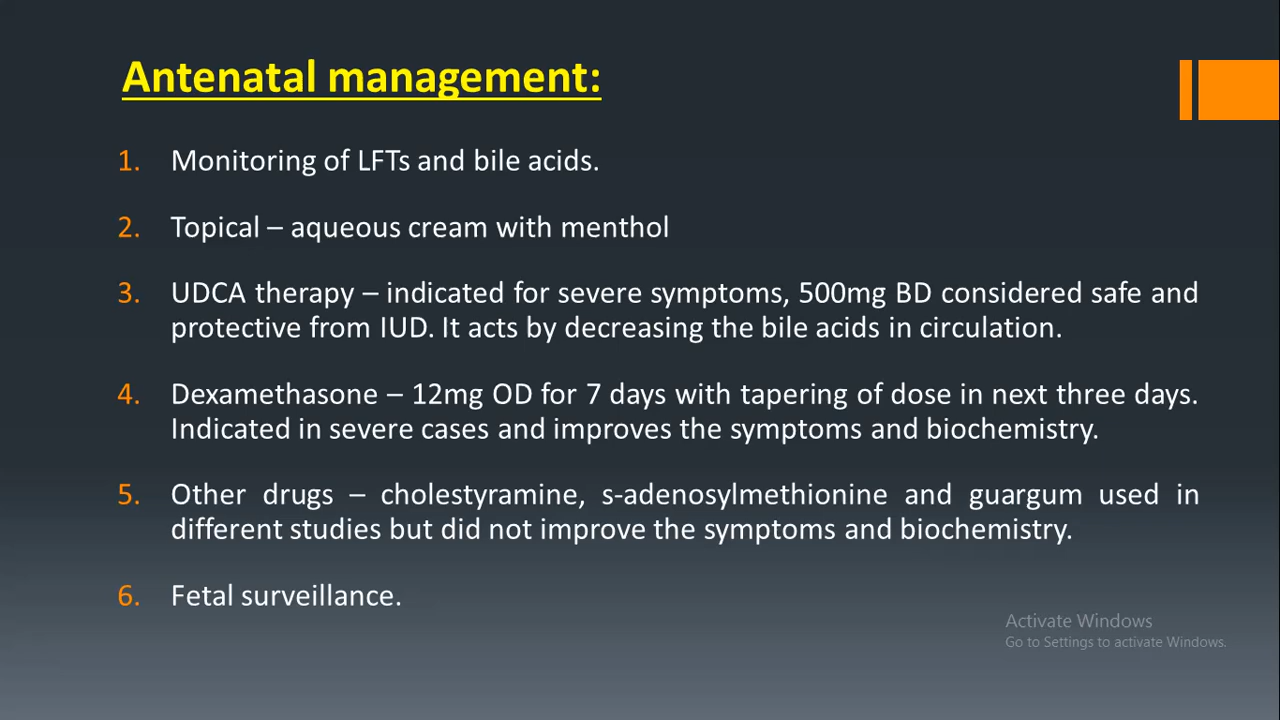 Antenatal management:
1. Monitoring of LFTs and bile acids.
2. Topical – aqueous cream with menthol
3. UDCA therapy – indicated for severe symptoms, 500mg BD considered safe and
protective from IUD. It acts by decreasing the bile acids in circulation.
4. Dexamethasone – 12mg OD for 7 days with tapering of dose in next three days.
Indicated in severe cases and improves the symptoms and biochemistry.
5. Other drugs – cholestyramine, s-adenosylmethionine and guargum used in
different studies but did not improve the symptoms and biochemistry.
6. Fetal surveillance.
Activate Windows
Go to Settings to activate Windows.